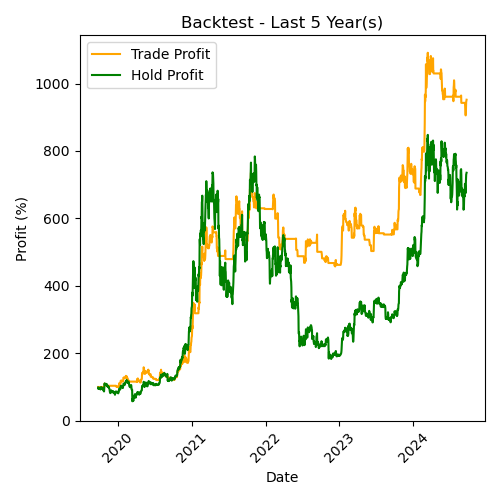 Backtest - Last 5 Year(s)
Trade Profit
Hold Profit
Profit (%)
1000
800
600
400
200
0
2020
2021
2022
2023
2024
Date